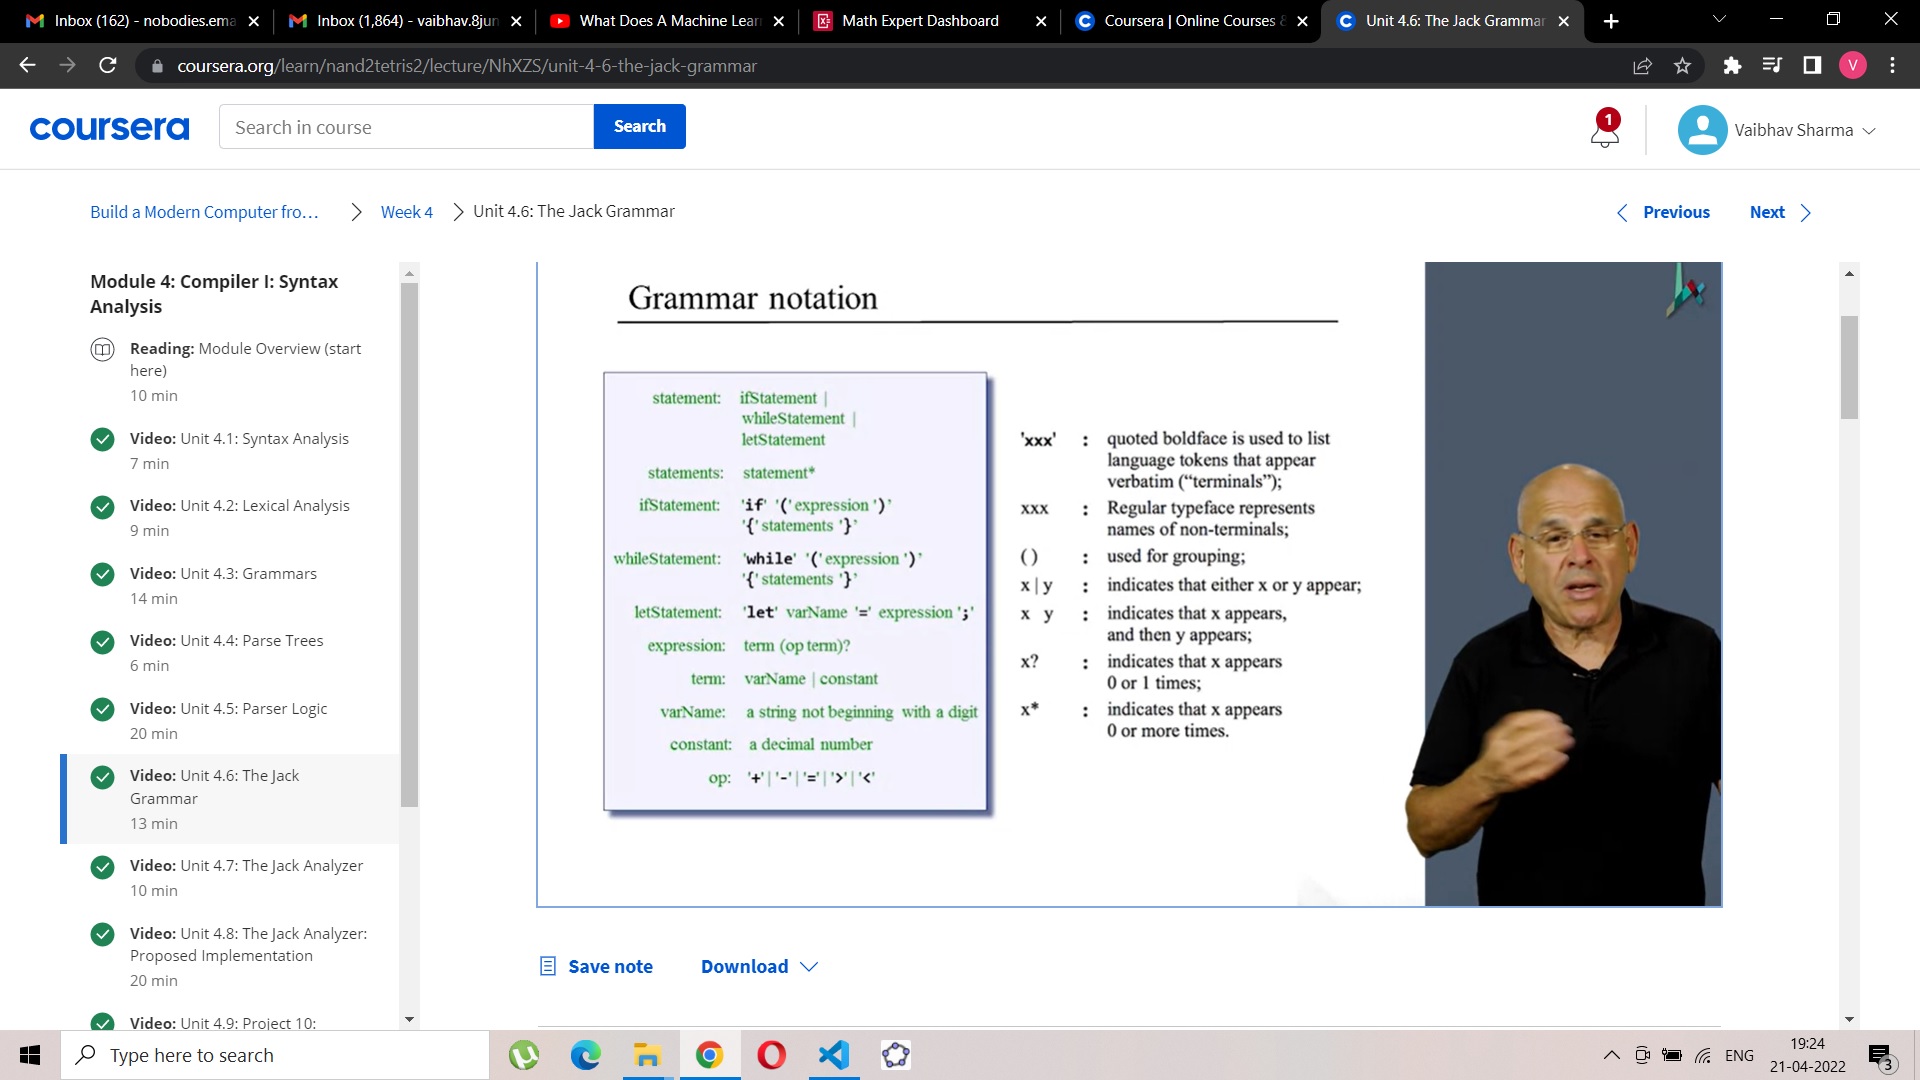 Inbox (162) - nobodies.ema
Inbox (1,864) - vaibhav.8jun
What Does A Machine Lear
Math Expert Dashboard
Coursera | Online Courses &
Unit 4.6: The Jack Grammar
coursera.org/learn/nand2tetris2/lecture/NhXZS/unit-4-6-the-jack-grammar
V
coursera
Search in course
Search
1
Vaibhav Sharma
Build a Modern Computer fro...
Week 4
Unit 4.6: The Jack Grammar
Previous
Next
Module 4: Compiler I: Syntax
Analysis
Reading: Module Overview (start
here)
10 min
Video: Unit 4.1: Syntax Analysis
7 min
Video: Unit 4.2: Lexical Analysis
9 min
Video: Unit 4.3: Grammars
14 min
Video: Unit 4.4: Parse Trees
6 min
Video: Unit 4.5: Parser Logic
20 min
Video: Unit 4.6: The Jack
Grammar
13 min
Video: Unit 4.7: The Jack Analyzer
10 min
Video: Unit 4.8: The Jack Analyzer:
Proposed Implementation
20 min
Video: Unit 4.9: Project 10:
Grammar notation
statement: ifStatement |
whileStatement |
letStatement
statements: statement*
ifStatement: 'if' '(' expression ')'
'{' statements '}'
whileStatement: 'while' '(' expression ')'
'{' statements '}'
letStatement: 'let' varName '=' expression ';'
expression: term (op term)?
term: varName | constant
varName: a string not beginning with a digit
constant: a decimal number
op: '+' | '-' | '=' | '>' | '<'
'xxx' : quoted boldface is used to list
language tokens that appear
verbatim (“terminals”);
xxx : Regular typeface represents
names of non-terminals;
( ) : used for grouping;
x | y : indicates that either x or y appear;
x y : indicates that x appears,
and then y appears;
x? : indicates that x appears
0 or 1 times;
x* : indicates that x appears
0 or more times.
Save note
Download
Type here to search
ENG
19:24
21-04-2022
3